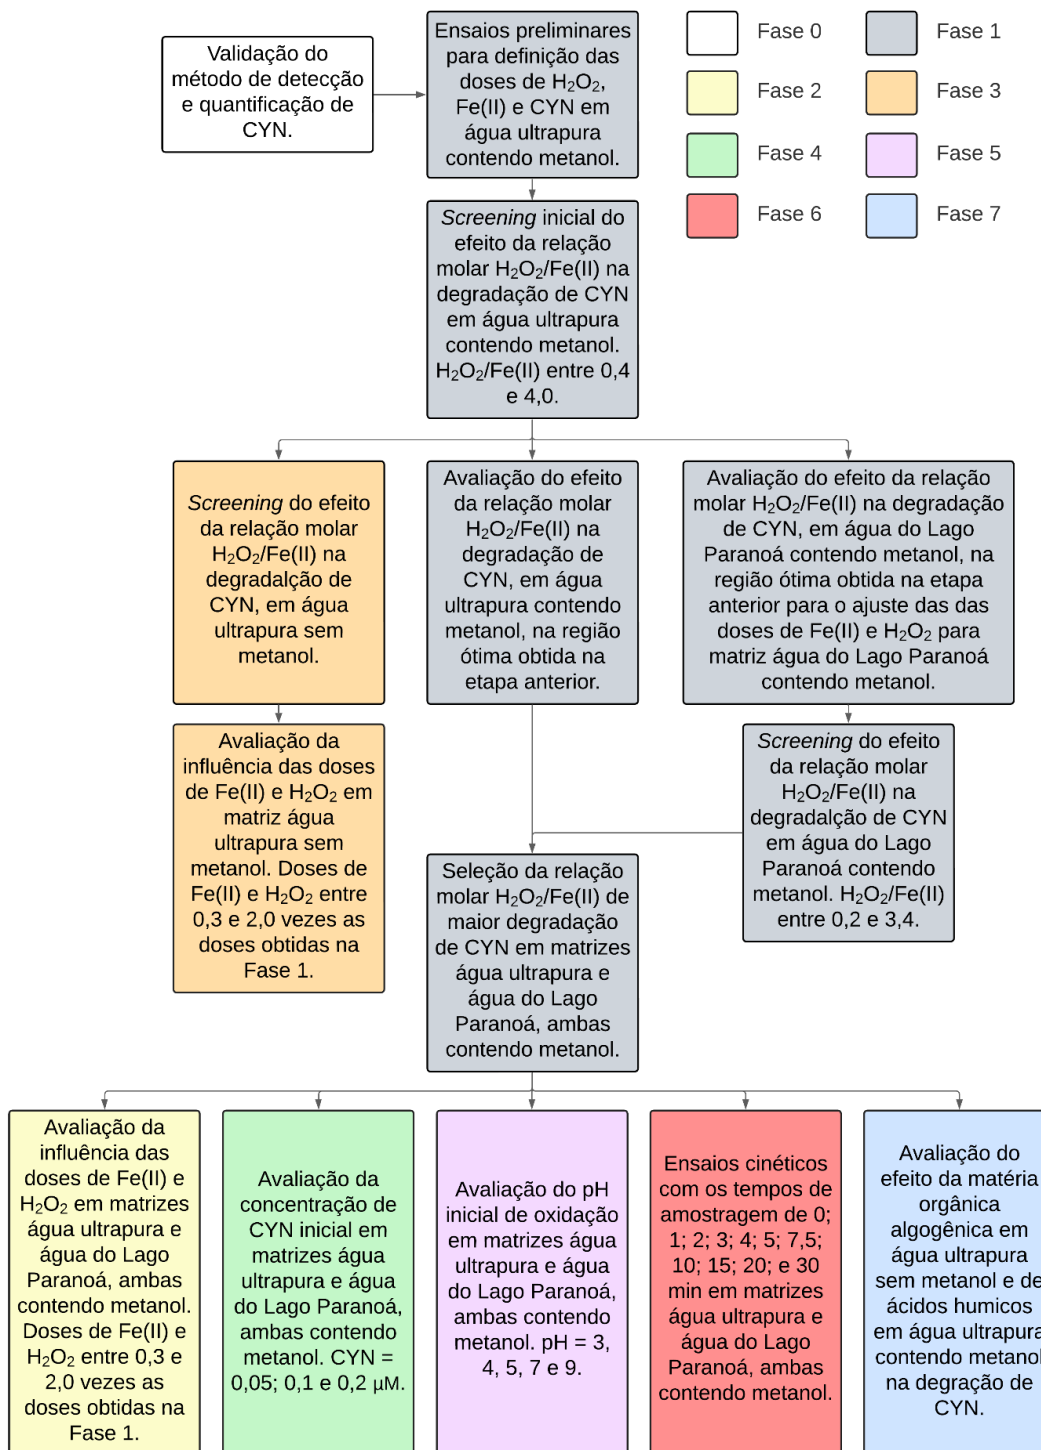 Validação do
método de detecção
e quantificação de
CYN.
Ensaios preliminares
para definição das
doses de H₂O₂,
Fe(II) e CYN em
água ultrapura
contendo metanol.
Fase 0
Fase 1
Fase 2
Fase 3
Fase 4
Fase 5
Fase 6
Fase 7
Screening inicial do
efeito da relação
molar H₂O₂/Fe(II) na
degradação de CYN
em água ultrapura
contendo metanol.
H₂O₂/Fe(II) entre 0,4
e 4,0.
Screening do efeito
da relação molar
H₂O₂/Fe(II) na
degradalção de
CYN, em água
ultrapura sem
metanol.
Avaliação do efeito
da relação molar
H₂O₂/Fe(II) na
degradação de
CYN, em água
ultrapura contendo
metanol, na região
ótima obtida na
etapa anterior.
Avaliação do efeito da relação
molar H₂O₂/Fe(II) na degradação
de CYN, em água do Lago
Paranoá contendo metanol, na
região ótima obtida na etapa
anterior para o ajuste das das
doses de Fe(II) e H₂O₂ para
matriz água do Lago Paranoá
contendo metanol.
Avaliação da
influência das doses
de Fe(II) e H₂O₂ em
matriz água
ultrapura sem
metanol. Doses de
Fe(II) e H₂O₂ entre
0,3 e 2,0 vezes as
doses obtidas na
Fase 1.
Screening do efeito
da relação molar
H₂O₂/Fe(II) na
degradalção de CYN
em água do Lago
Paranoá contendo
metanol. H₂O₂/Fe(II)
entre 0,2 e 3,4.
Seleção da relação
molar H₂O₂/Fe(II) de
maior degradação
de CYN em matrizes
água ultrapura e
água do Lago
Paranoá, ambas
contendo metanol.
Avaliação da
influência das
doses de Fe(II) e
H₂O₂ em matrizes
água ultrapura e
água do Lago
Paranoá, ambas
contendo metanol.
Doses de Fe(II) e
H₂O₂ entre 0,3 e
2,0 vezes as
doses obtidas na
Fase 1.
Avaliação da
concentração de
CYN inicial em
matrizes água
ultrapura e água
do Lago Paranoá,
ambas contendo
metanol. CYN =
0,05; 0,1 e 0,2 µM.
Avaliação do pH
inicial de oxidação
em matrizes água
ultrapura e água
do Lago Paranoá,
ambas contendo
metanol. pH = 3,
4, 5, 7 e 9.
Ensaios cinéticos
com os tempos de
amostragem de 0;
1; 2; 3; 4; 5; 7,5;
10; 15; 20; e 30
min em matrizes
água ultrapura e
água do Lago
Paranoá, ambas
contendo metanol.
Avaliação do
efeito da matéria
orgânica
algogênica em
água ultrapura
sem metanol e de
ácidos humicos
em água ultrapura
contendo metanol
na degração de
CYN.